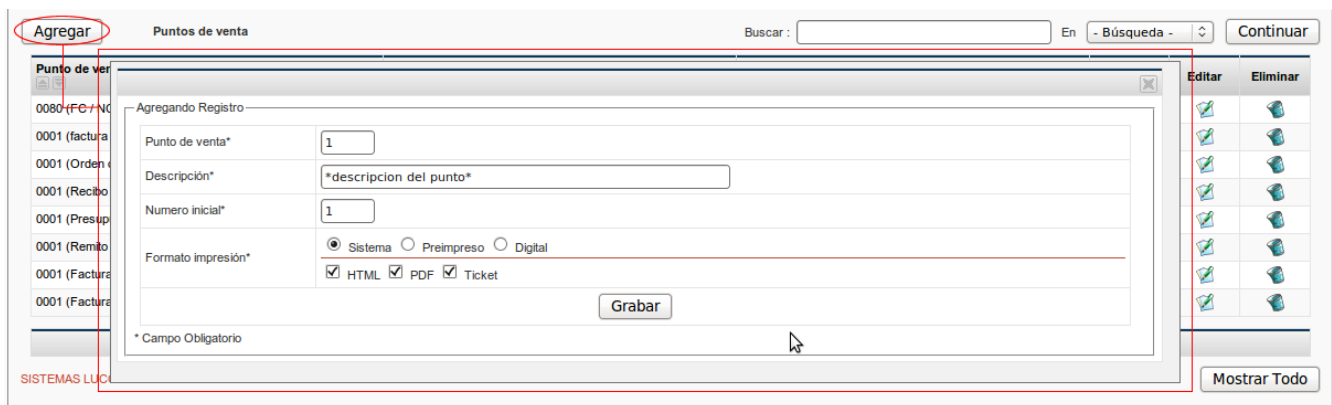 Agregar Puntos de venta Buscar : En - Búsqueda - Continuar
Punto de ven Editar Eliminar
0080 (FC / NC
Agregando Registro
0001 (factura
Punto de venta* 1
0001 (Orden
Descripción* *descripcion del punto*
0001 (Recibo
Numero inicial* 1
0001 (Presup
0001 (Remito
Formato impresión* Sistema Preimpreso Digital
HTML PDF Ticket
0001 (Factura
0001 (Factura
Grabar
* Campo Obligatorio
SISTEMAS Mostrar Todo